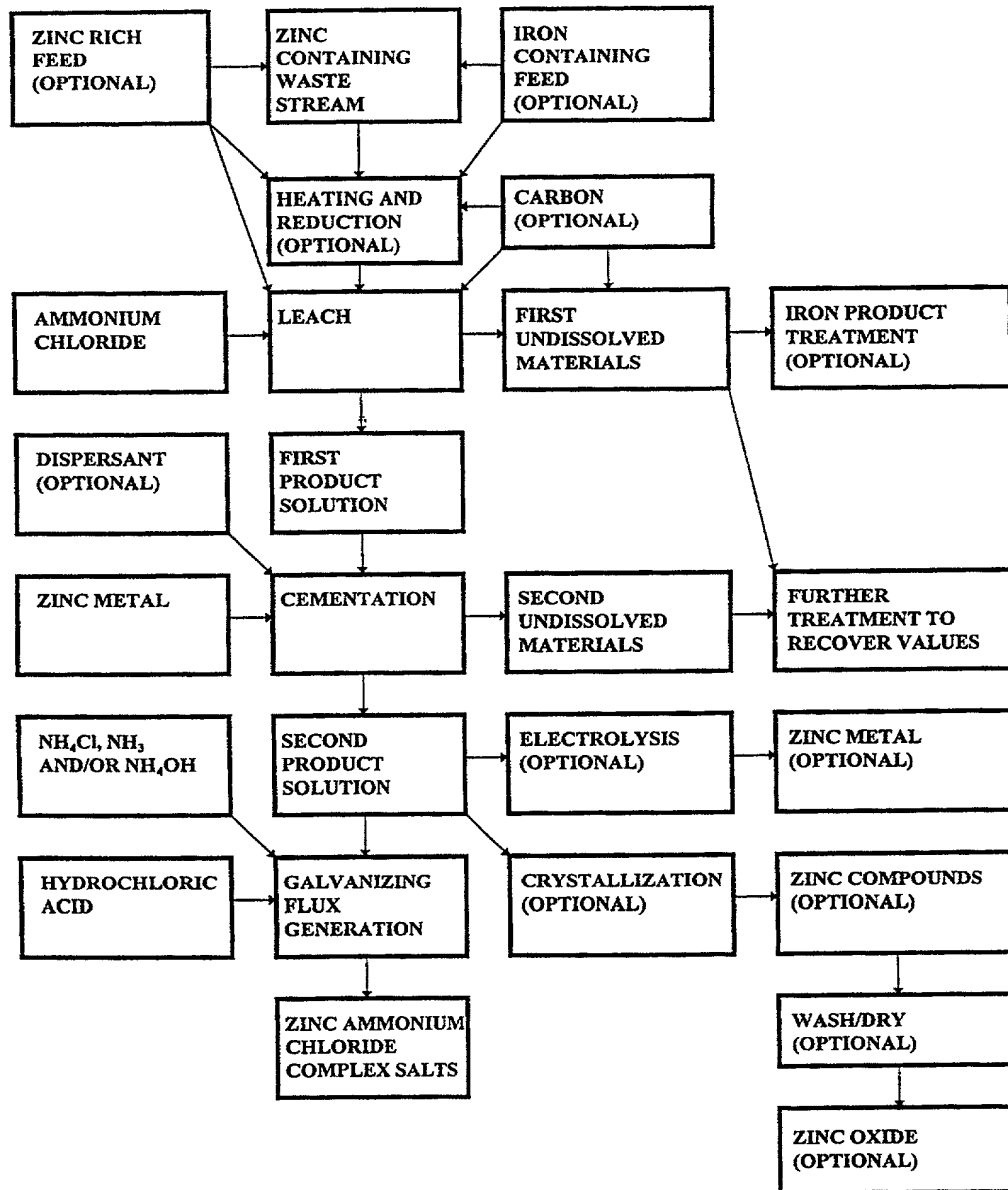 ZINC RICH
FEED
(OPTIONAL)
ZINC
CONTAINING
WASTE
STREAM
IRON
CONTAINING
FEED
(OPTIONAL)
HEATING AND
REDUCTION
(OPTIONAL)
CARBON
(OPTIONAL)
AMMONIUM
CHLORIDE
LEACH
FIRST
UNDISSOLVED
MATERIALS
IRON PRODUCT
TREATMENT
(OPTIONAL)
DISPERSANT
(OPTIONAL)
FIRST
PRODUCT
SOLUTION
ZINC METAL
CEMENTATION
SECOND
UNDISSOLVED
MATERIALS
FURTHER
TREATMENT TO
RECOVER VALUES
NH₄Cl, NH₃
AND/OR NH₄OH
SECOND
PRODUCT
SOLUTION
ELECTROLYSIS
(OPTIONAL)
ZINC METAL
(OPTIONAL)
HYDROCHLORIC
ACID
GALVANIZING
FLUX
GENERATION
CRYSTALLIZATION
(OPTIONAL)
ZINC COMPOUNDS
(OPTIONAL)
ZINC AMMONIUM
CHLORIDE
COMPLEX SALTS
WASH/DRY
(OPTIONAL)
ZINC OXIDE
(OPTIONAL)